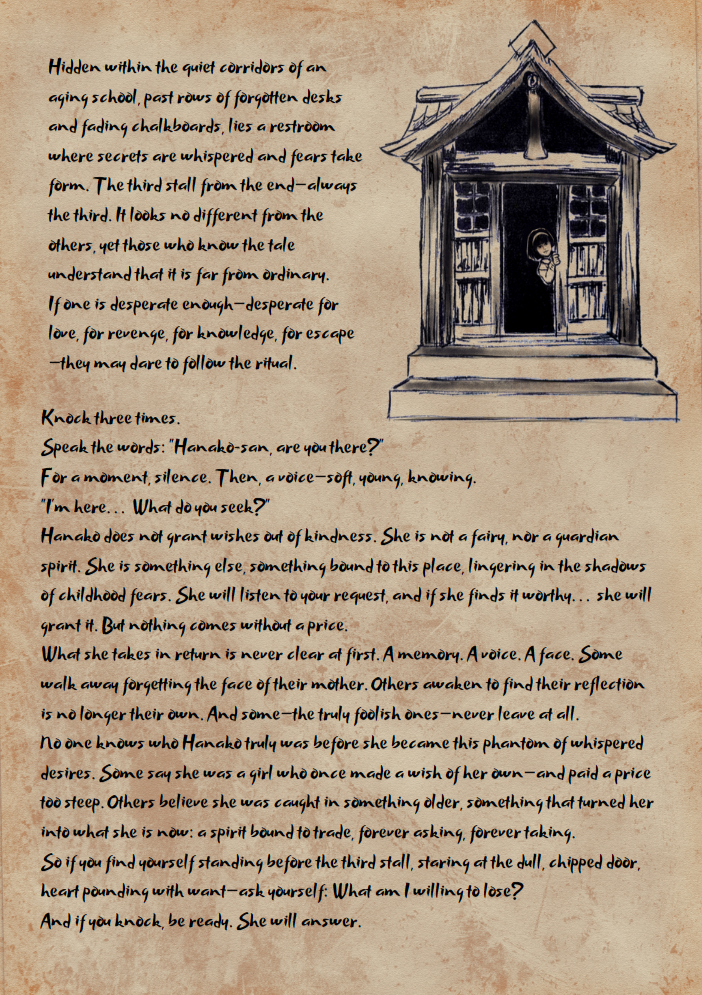 Hidden within the quiet corridors of an
aging school, past rows of forgotten desks
and fading chalkboards, lies a restroom
where secrets are whispered and fears take
form. The third stall from the end—always
the third. It looks no different from the
others, yet those who know the tale
understand that it is far from ordinary.
If one is desperate enough—desperate for
love, for revenge, for knowledge, for escape
—they may dare to follow the ritual.
Knock three times.
Speak the words: "Hanako-san, are you there?"
For a moment, silence. Then, a voice—soft, young, knowing.
"I'm here... What do you seek?"
Hanako does not grant wishes out of kindness. She is not a fairy, nor a guardian
spirit. She is something else, something bound to this place, lingering in the shadows
of childhood fears. She will listen to your request, and if she finds it worthy... she will
grant it. But nothing comes without a price.
What she takes in return is never clear at first. A memory. A voice. A face. Some
walk away forgetting the face of their mother. Others awaken to find their reflection
is no longer their own. And some—the truly foolish ones—never leave at all.
No one knows who Hanako truly was before she became this phantom of whispered
desires. Some say she was a girl who once made a wish of her own—and paid a price
too steep. Others believe she was caught in something older, something that turned her
into what she is now: a spirit bound to trade, forever asking, forever taking.
So if you find yourself standing before the third stall, staring at the dull, chipped door,
heart pounding with want—ask yourself: What am I willing to lose?
And if you knock, be ready. She will answer.